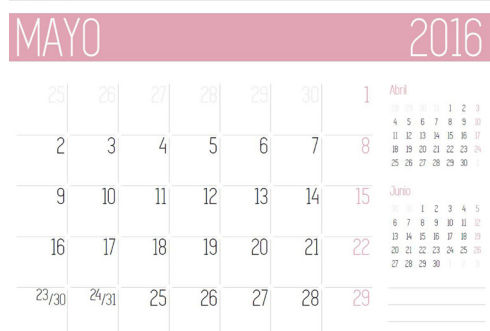 MAYO 2016
25 26 27 28 29 30 1
2 3 4 5 6 7 8
9 10 11 12 13 14 15
16 17 18 19 20 21 22
23/30 24/31 25 26 27 28 29
Abril
28 29 30 31 1 2 3
4 5 6 7 8 9 10
11 12 13 14 15 16 17
18 19 20 21 22 23 24
25 26 27 28 29 30 1
Junio
30 31 1 2 3 4 5
6 7 8 9 10 11 12
13 14 15 16 17 18 19
20 21 22 23 24 25 26
27 28 29 30 1 2 3